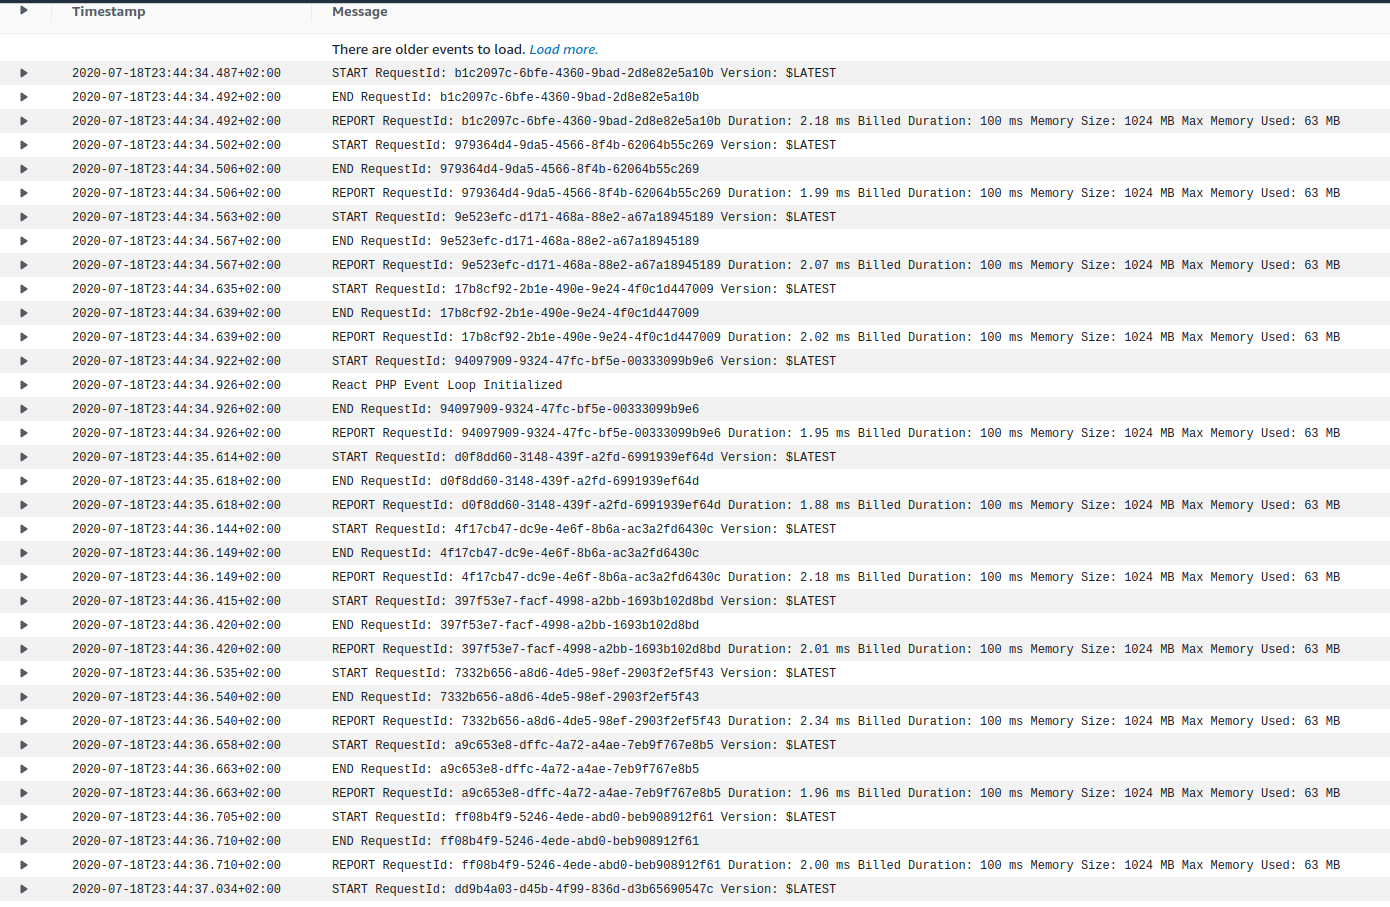 Timestamp Message
There are older events to load. Load more.
2020-07-18T23:44:34.487+02:00 START RequestId: b1c2097c-6bfe-4360-9bad-2d8e82e5a10b Version: $LATEST
2020-07-18T23:44:34.492+02:00 END RequestId: b1c2097c-6bfe-4360-9bad-2d8e82e5a10b
2020-07-18T23:44:34.492+02:00 REPORT RequestId: b1c2097c-6bfe-4360-9bad-2d8e82e5a10b Duration: 2.18 ms Billed Duration: 100 ms Memory Size: 1024 MB Max Memory Used: 63 MB
2020-07-18T23:44:34.502+02:00 START RequestId: 979364d4-9da5-4566-8f4b-62064b55c269 Version: $LATEST
2020-07-18T23:44:34.506+02:00 END RequestId: 979364d4-9da5-4566-8f4b-62064b55c269
2020-07-18T23:44:34.506+02:00 REPORT RequestId: 979364d4-9da5-4566-8f4b-62064b55c269 Duration: 1.99 ms Billed Duration: 100 ms Memory Size: 1024 MB Max Memory Used: 63 MB
2020-07-18T23:44:34.563+02:00 START RequestId: 9e523efc-d171-468a-88e2-a67a18945189 Version: $LATEST
2020-07-18T23:44:34.567+02:00 END RequestId: 9e523efc-d171-468a-88e2-a67a18945189
2020-07-18T23:44:34.567+02:00 REPORT RequestId: 9e523efc-d171-468a-88e2-a67a18945189 Duration: 2.07 ms Billed Duration: 100 ms Memory Size: 1024 MB Max Memory Used: 63 MB
2020-07-18T23:44:34.635+02:00 START RequestId: 17b8cf92-2b1e-490e-9e24-4f0c1d447009 Version: $LATEST
2020-07-18T23:44:34.639+02:00 END RequestId: 17b8cf92-2b1e-490e-9e24-4f0c1d447009
2020-07-18T23:44:34.639+02:00 REPORT RequestId: 17b8cf92-2b1e-490e-9e24-4f0c1d447009 Duration: 2.02 ms Billed Duration: 100 ms Memory Size: 1024 MB Max Memory Used: 63 MB
2020-07-18T23:44:34.922+02:00 START RequestId: 94097909-9324-47fc-bf5e-00333099b9e6 Version: $LATEST
2020-07-18T23:44:34.926+02:00 React PHP Event Loop Initialized
2020-07-18T23:44:34.926+02:00 END RequestId: 94097909-9324-47fc-bf5e-00333099b9e6
2020-07-18T23:44:34.926+02:00 REPORT RequestId: 94097909-9324-47fc-bf5e-00333099b9e6 Duration: 1.95 ms Billed Duration: 100 ms Memory Size: 1024 MB Max Memory Used: 63 MB
2020-07-18T23:44:35.614+02:00 START RequestId: d0f8dd60-3148-439f-a2fd-6991939ef64d Version: $LATEST
2020-07-18T23:44:35.618+02:00 END RequestId: d0f8dd60-3148-439f-a2fd-6991939ef64d
2020-07-18T23:44:35.618+02:00 REPORT RequestId: d0f8dd60-3148-439f-a2fd-6991939ef64d Duration: 1.88 ms Billed Duration: 100 ms Memory Size: 1024 MB Max Memory Used: 63 MB
2020-07-18T23:44:36.144+02:00 START RequestId: 4f17cb47-dc9e-4e6f-8b6a-ac3a2fd6430c Version: $LATEST
2020-07-18T23:44:36.149+02:00 END RequestId: 4f17cb47-dc9e-4e6f-8b6a-ac3a2fd6430c
2020-07-18T23:44:36.149+02:00 REPORT RequestId: 4f17cb47-dc9e-4e6f-8b6a-ac3a2fd6430c Duration: 2.18 ms Billed Duration: 100 ms Memory Size: 1024 MB Max Memory Used: 63 MB
2020-07-18T23:44:36.415+02:00 START RequestId: 397f53e7-facf-4998-a2bb-1693b102d8bd Version: $LATEST
2020-07-18T23:44:36.420+02:00 END RequestId: 397f53e7-facf-4998-a2bb-1693b102d8bd
2020-07-18T23:44:36.420+02:00 REPORT RequestId: 397f53e7-facf-4998-a2bb-1693b102d8bd Duration: 2.01 ms Billed Duration: 100 ms Memory Size: 1024 MB Max Memory Used: 63 MB
2020-07-18T23:44:36.535+02:00 START RequestId: 7332b656-a8d6-4de5-98ef-2903f2ef5f43 Version: $LATEST
2020-07-18T23:44:36.540+02:00 END RequestId: 7332b656-a8d6-4de5-98ef-2903f2ef5f43
2020-07-18T23:44:36.540+02:00 REPORT RequestId: 7332b656-a8d6-4de5-98ef-2903f2ef5f43 Duration: 2.34 ms Billed Duration: 100 ms Memory Size: 1024 MB Max Memory Used: 63 MB
2020-07-18T23:44:36.658+02:00 START RequestId: a9c653e8-dffc-4a72-a4ae-7eb9f767e8b5 Version: $LATEST
2020-07-18T23:44:36.663+02:00 END RequestId: a9c653e8-dffc-4a72-a4ae-7eb9f767e8b5
2020-07-18T23:44:36.663+02:00 REPORT RequestId: a9c653e8-dffc-4a72-a4ae-7eb9f767e8b5 Duration: 1.96 ms Billed Duration: 100 ms Memory Size: 1024 MB Max Memory Used: 63 MB
2020-07-18T23:44:36.705+02:00 START RequestId: ff08b4f9-5246-4ede-abd0-beb908912f61 Version: $LATEST
2020-07-18T23:44:36.710+02:00 END RequestId: ff08b4f9-5246-4ede-abd0-beb908912f61
2020-07-18T23:44:36.710+02:00 REPORT RequestId: ff08b4f9-5246-4ede-abd0-beb908912f61 Duration: 2.00 ms Billed Duration: 100 ms Memory Size: 1024 MB Max Memory Used: 63 MB
2020-07-18T23:44:37.034+02:00 START RequestId: dd9b4a03-d45b-4f99-836d-d3b65690547c Version: $LATEST